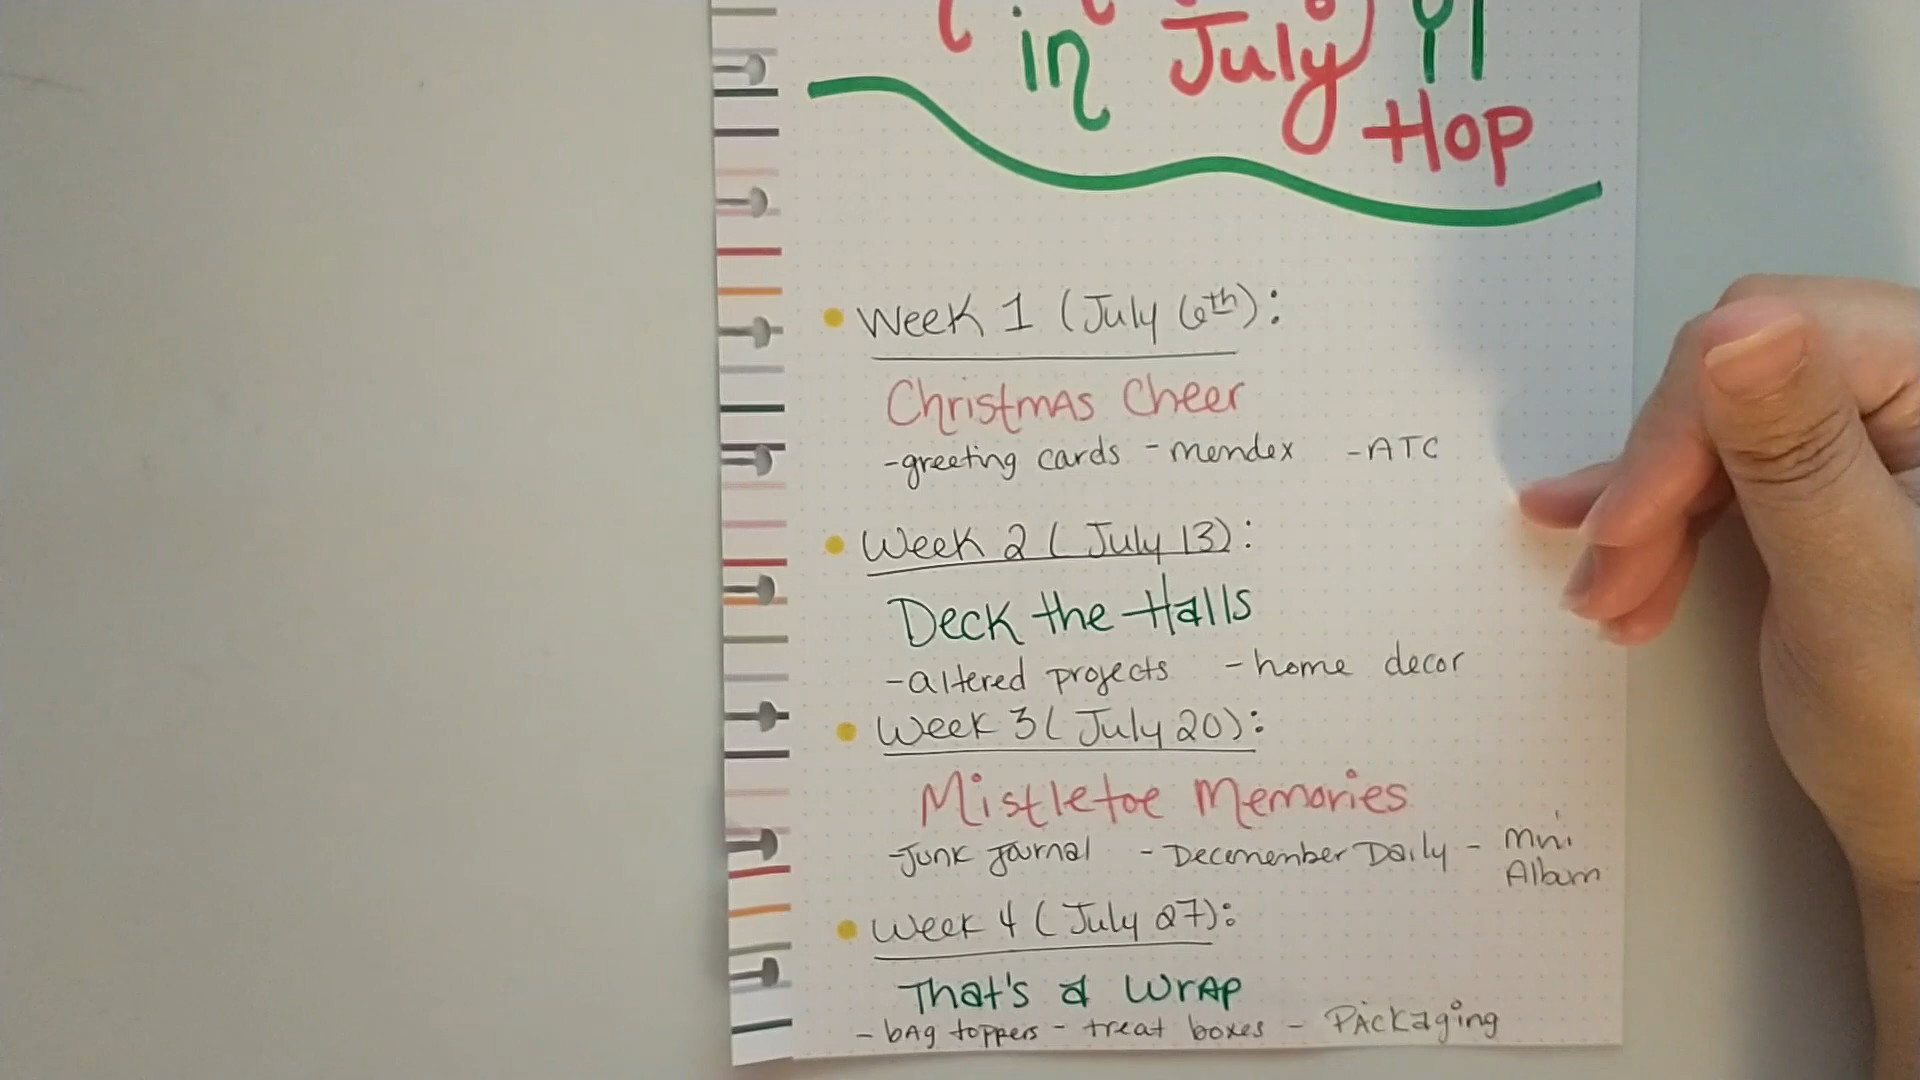 in July
Hop
Week 1 (July 6th):
Christmas Cheer
-greeting cards - mendex - ATC
Week 2 (July 13):
Deck the Halls
-altered projects - home decor
Week 3 (July 20):
Mistletoe Memories
-Junk Journal - Decemember Daily - Mini Album
Week 4 (July 27):
That's a Wrap
- bag toppers - treat boxes - Packaging